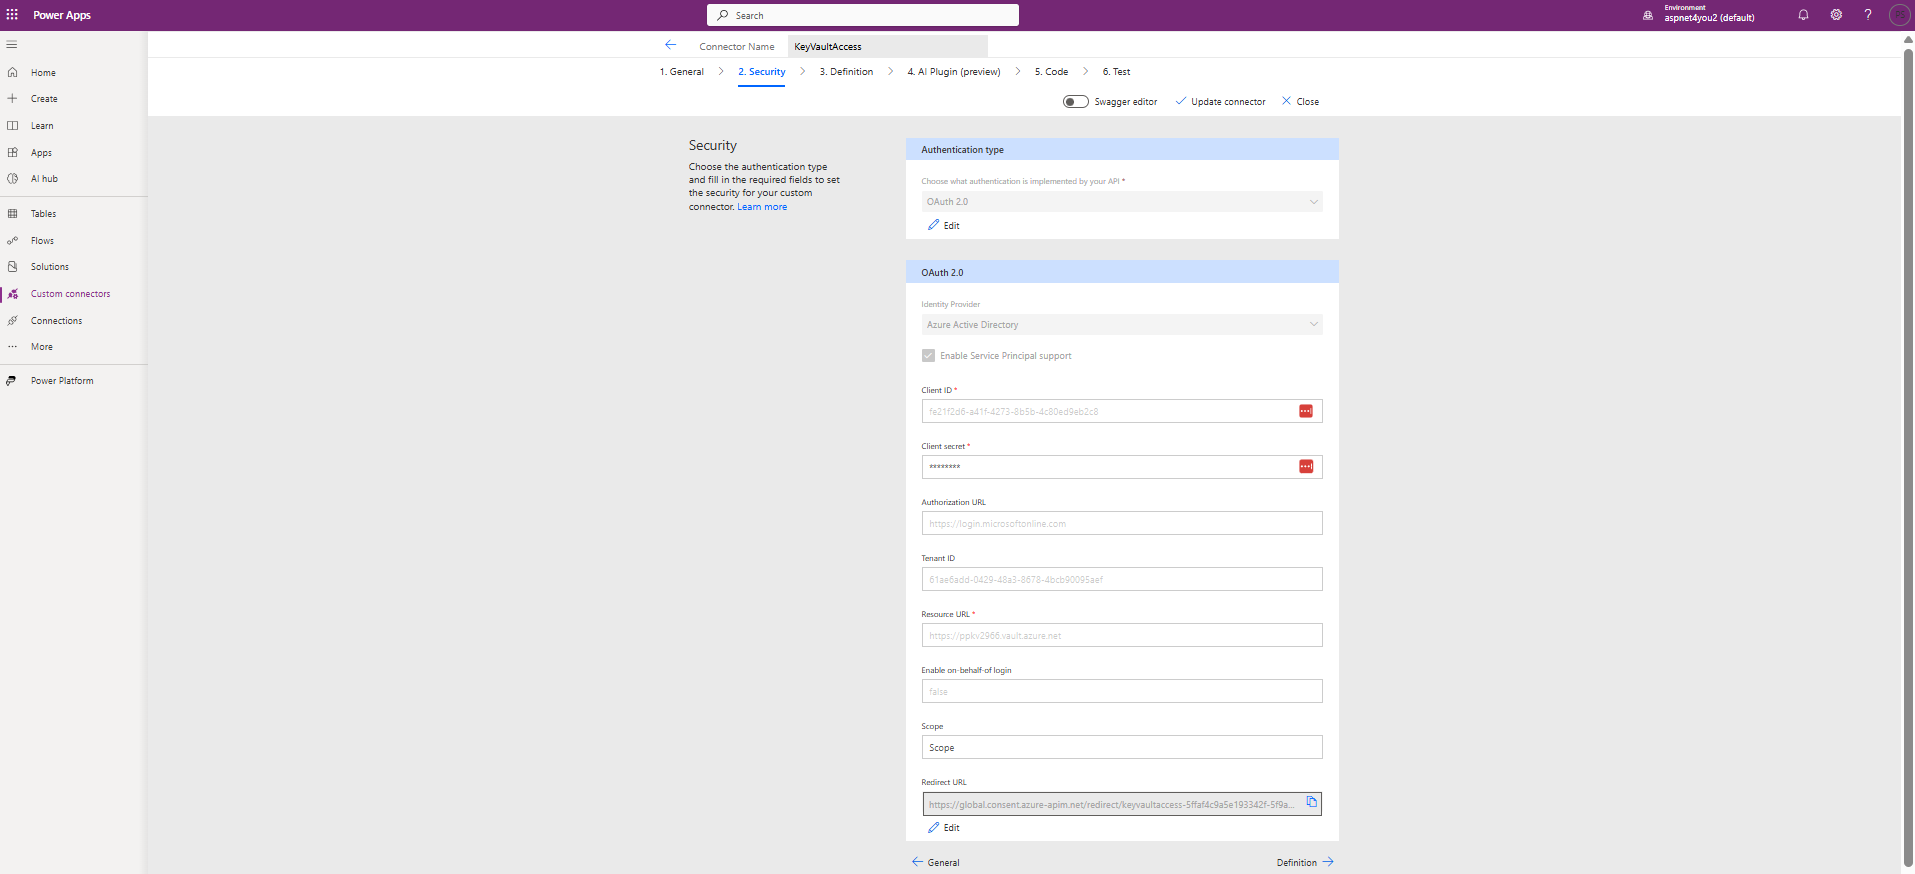 Power Apps
Search
Environment
aspnet4you2 (default)
Home
Create
Learn
Apps
AI hub
Tables
Flows
Solutions
Custom connectors
Connections
More
Power Platform
Connector Name
KeyVaultAccess
1. General
2. Security
3. Definition
4. AI Plugin (preview)
5. Code
6. Test
Swagger editor
Update connector
Close
Security
Choose the authentication type
and fill in the required fields to set
the security for your custom
connector. Learn more
Authentication type
Choose what authentication is implemented by your API *
OAuth 2.0
Edit
OAuth 2.0
Identity Provider
Azure Active Directory
Enable Service Principal support
Client ID *
fe21f2d6-a41f-4273-8b5b-4c80ed9eb2c8
Client secret *
********
Authorization URL
https://login.microsoftonline.com
Tenant ID
61ae6add-0429-48a3-8678-4bcb90095aef
Resource URL *
https://ppkv2966.vault.azure.net
Enable on-behalf-of login
false
Scope
Scope
Redirect URL
https://global.consent.azure-apim.net/redirect/keyvaultaccess-5ffaf4c9a5e193342f-5f9a...
Edit
General
Definition